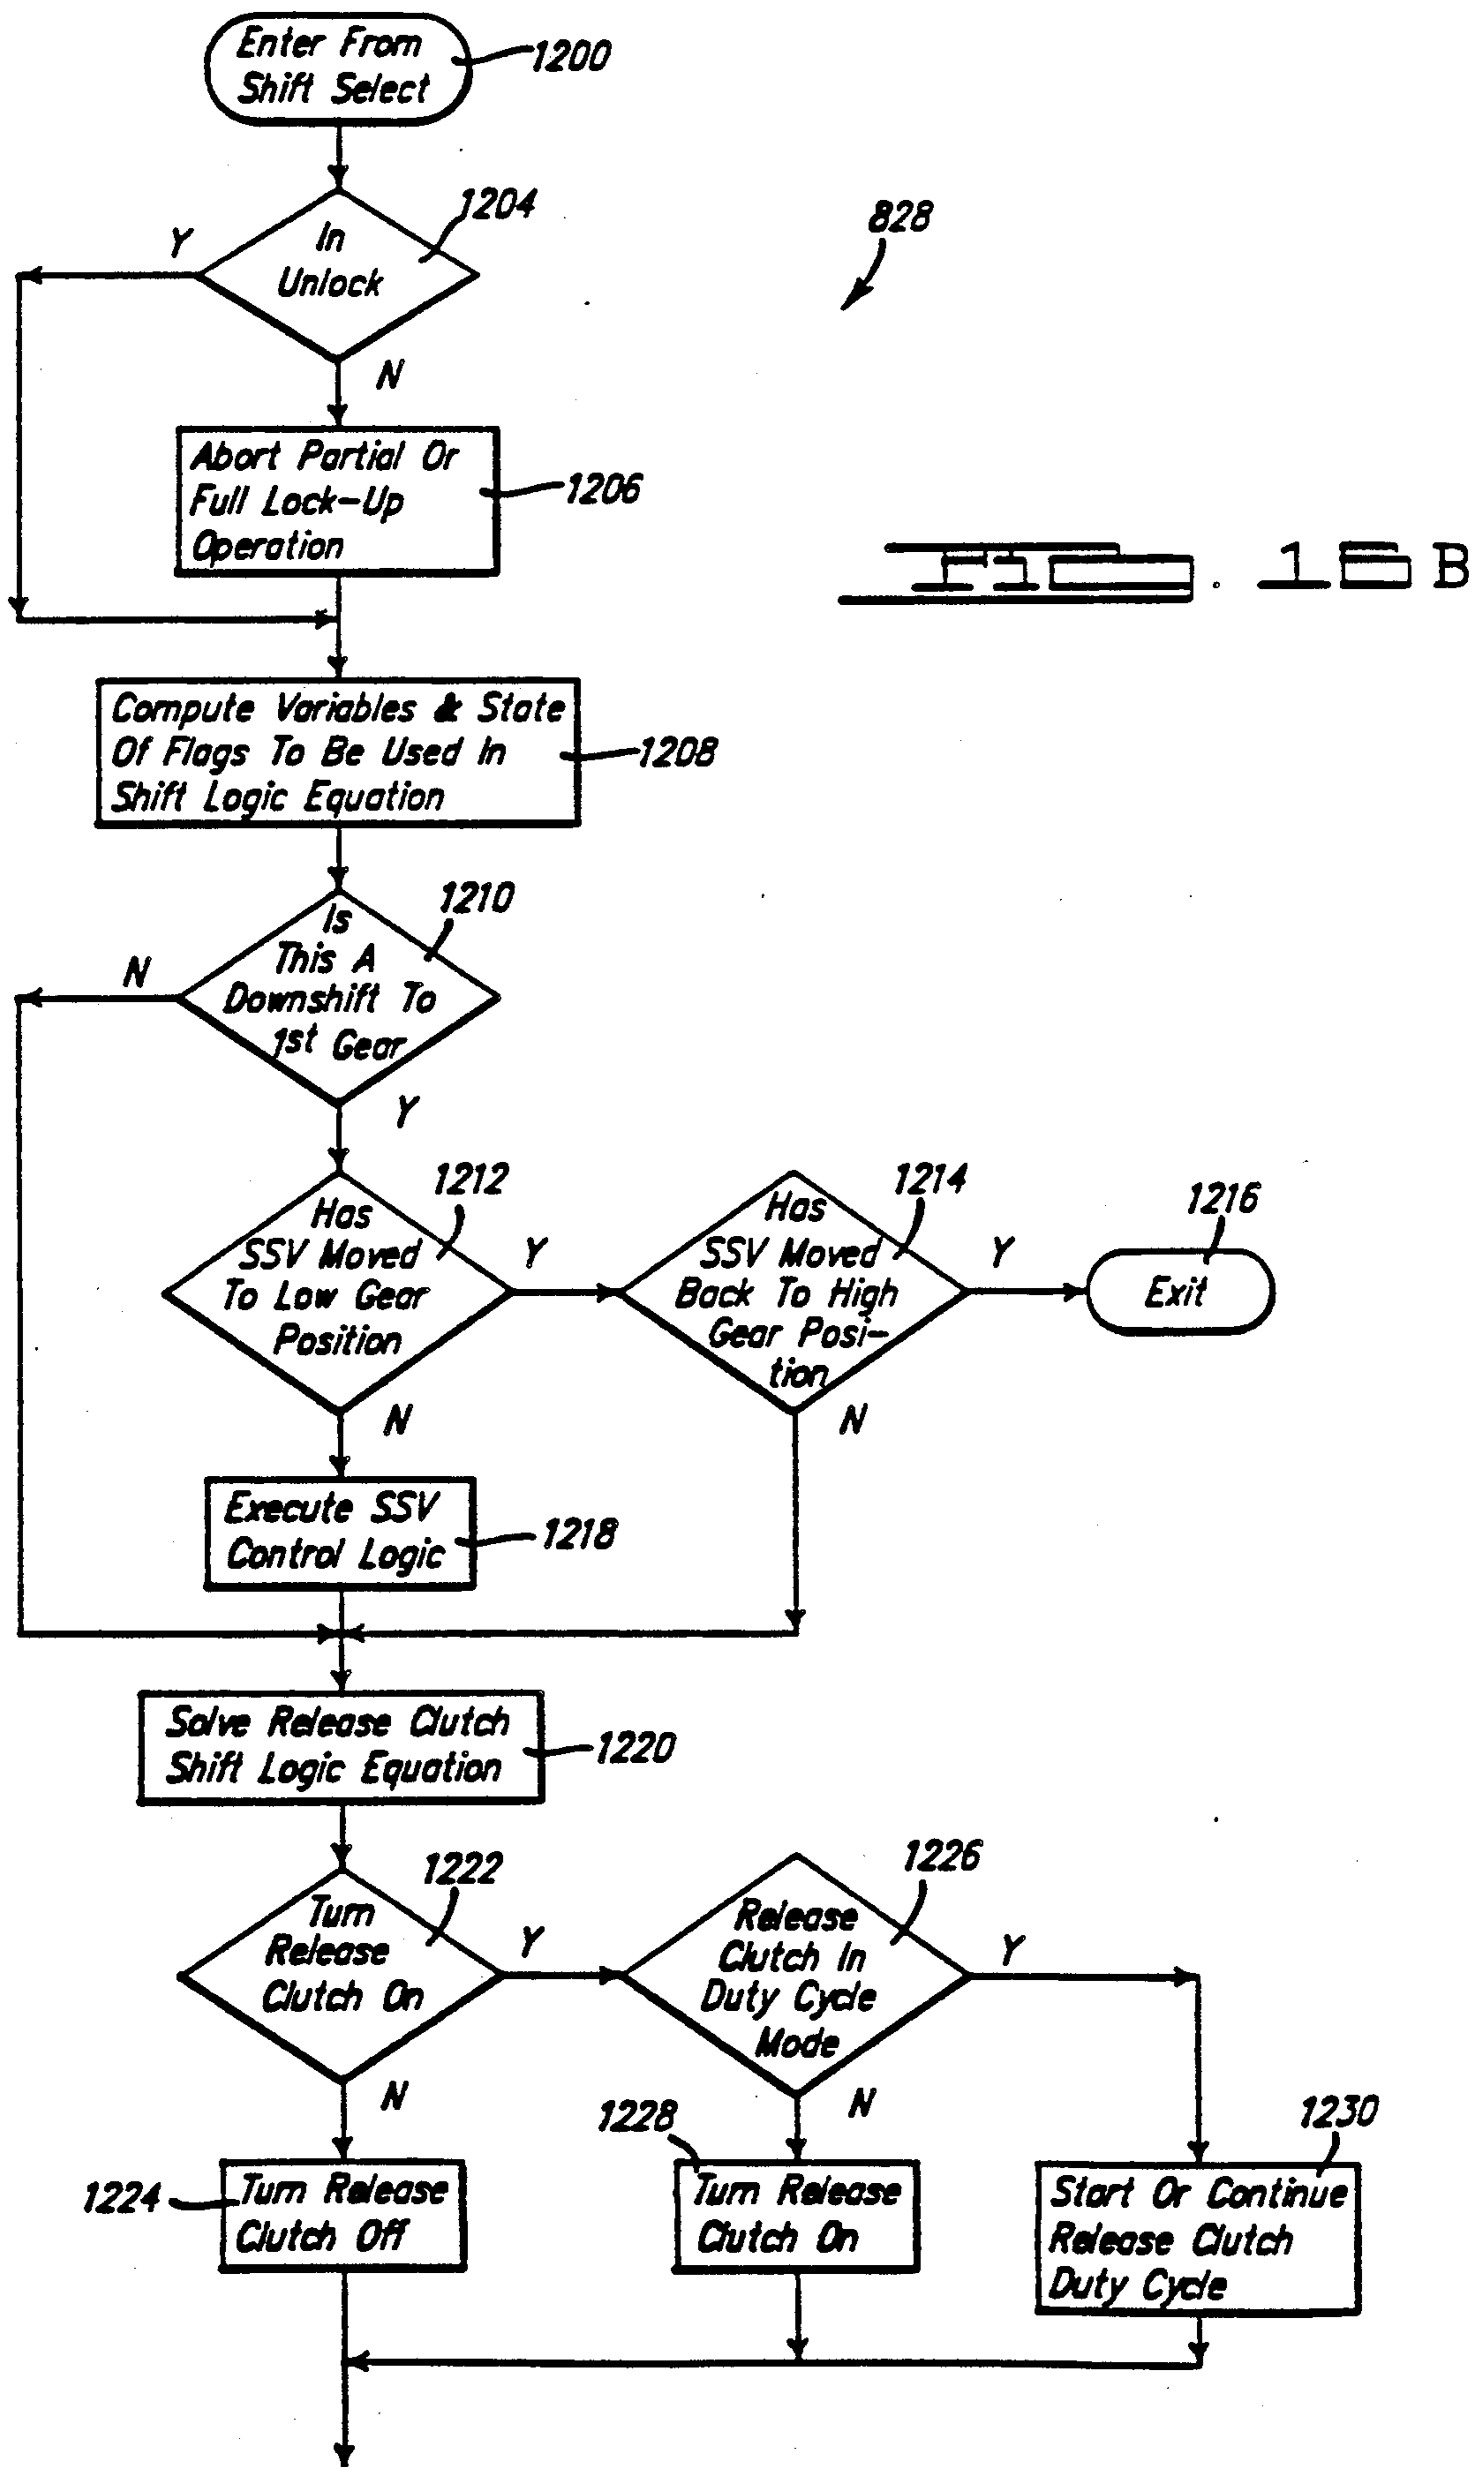 Enter From
Shift Select
1200
1204
In
Unlock
Y
N
828
Abort Partial Or
Full Lock-Up
Operation
1206
B
Compute Variables & State
Of Flags To Be Used In
Shift Logic Equation
1208
1210
Is
This A
Downshift To
1st Gear
N
Y
1212
Has
SSV Moved
To Low Gear
Position
Y
N
1214
Has
SSV Moved
Back To High
Gear Posi-
tion
Y
N
1216
Exit
Execute SSV
Control Logic
1218
Solve Release Clutch
Shift Logic Equation
1220
1222
Turn
Release
Clutch On
Y
N
1226
Release
Clutch In
Duty Cycle
Mode
Y
N
1224
Turn Release
Clutch Off
1228
Turn Release
Clutch On
1230
Start Or Continue
Release Clutch
Duty Cycle